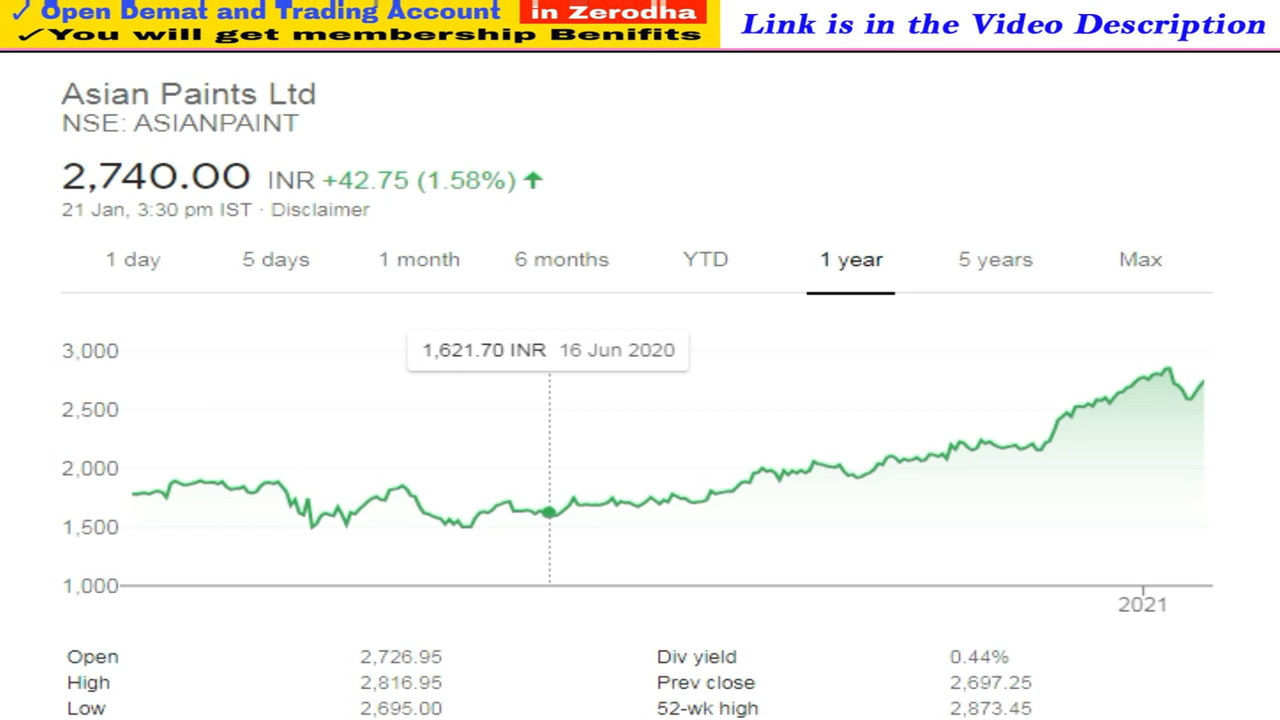 ✓ Open Demat and Trading Account in Zerodha
✓You will get membership Benifits
Link is in the Video Description
Asian Paints Ltd
NSE: ASIANPAINT
2,740.00 INR +42.75 (1.58%) ↑
21 Jan, 3:30 pm IST · Disclaimer
1 day 5 days 1 month 6 months YTD 1 year 5 years Max
1,621.70 INR 16 Jun 2020
3,000
2,500
2,000
1,500
1,000
2021
Open 2,726.95 Div yield 0.44%
High 2,816.95 Prev close 2,697.25
Low 2,695.00 52-wk high 2,873.45